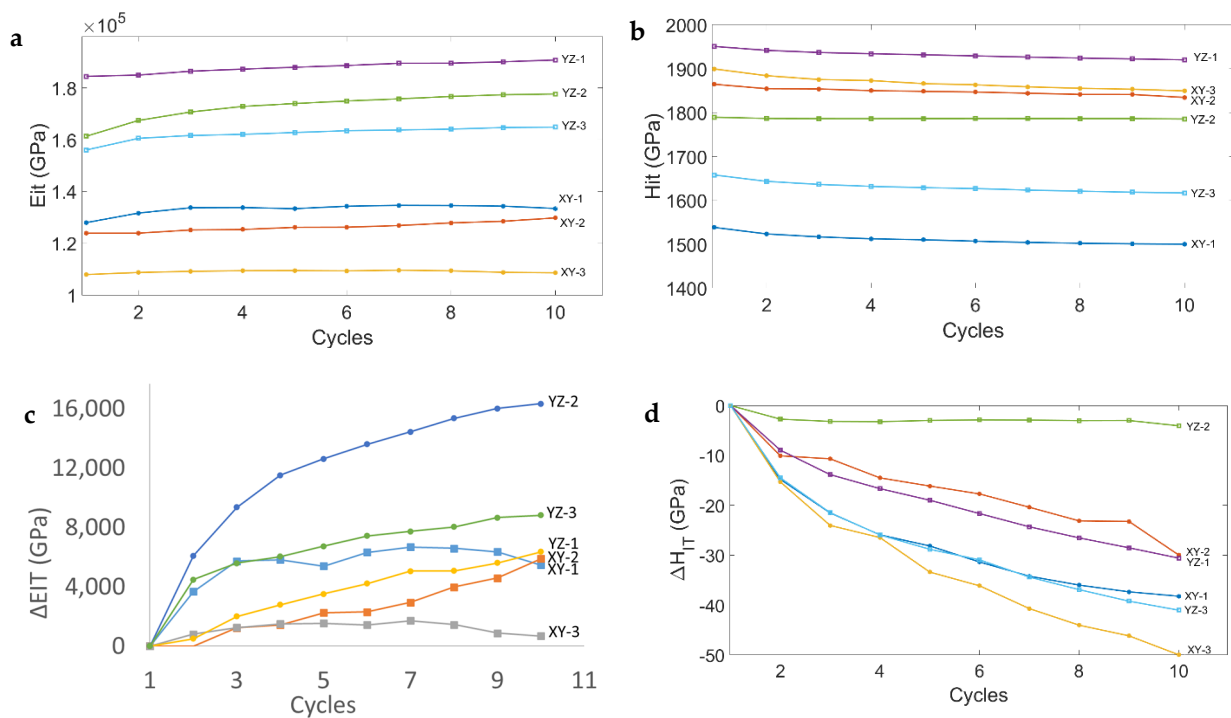 a
×10⁵
Eit (GPa)
1.8
1.6
1.4
1.2
1
YZ-1
YZ-2
YZ-3
XY-1
XY-2
XY-3
2 4 6 8 10
Cycles
b
Hit (GPa)
2000
1900
1800
1700
1600
1500
1400
YZ-1
XY-3
XY-2
YZ-2
YZ-3
XY-1
2 4 6 8 10
Cycles
c
ΔEIT (GPa)
16,000
12,000
8,000
4,000
0
YZ-2
YZ-3
YZ-1
XY-2
XY-1
XY-3
1 3 5 7 9 11
Cycles
d
ΔH_IT (GPa)
0
-10
-20
-30
-40
-50
YZ-2
XY-2
YZ-1
XY-1
YZ-3
XY-3
2 4 6 8 10
Cycles